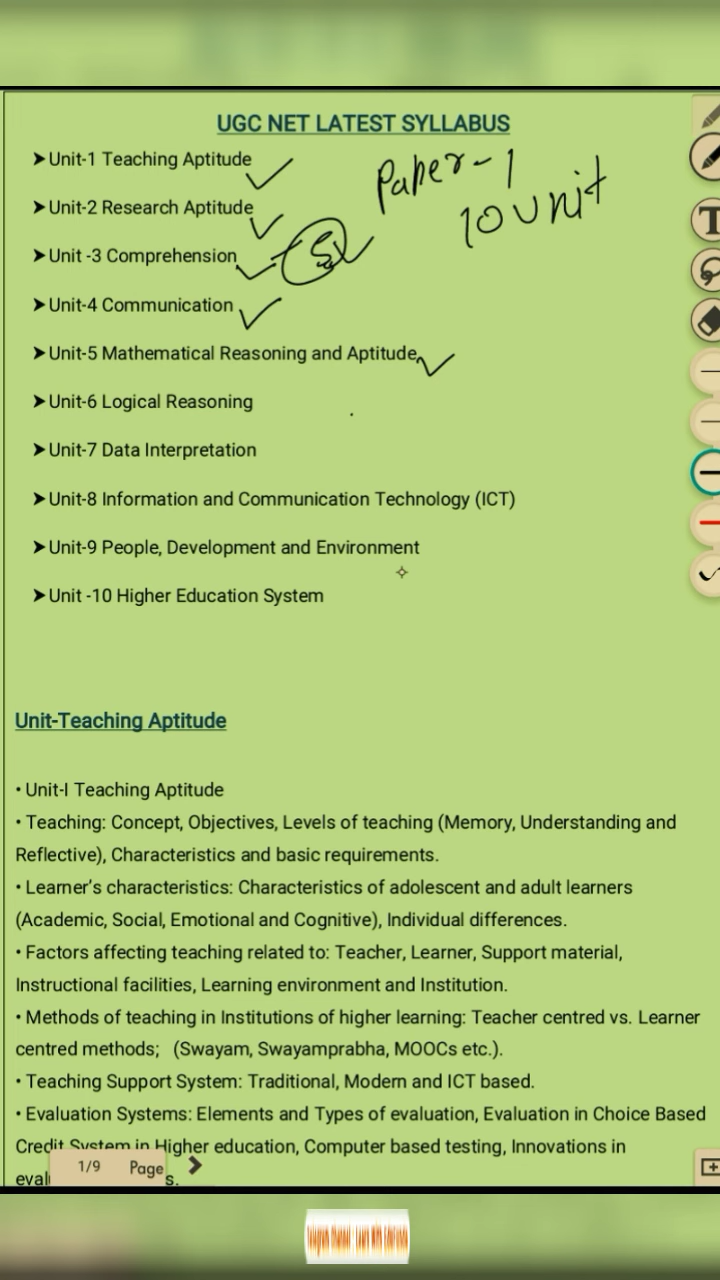 UGC NET LATEST SYLLABUS
➤Unit-1 Teaching Aptitude
Paper-1
➤Unit-2 Research Aptitude
10 Unit
➤Unit -3 Comprehension
➤Unit-4 Communication
➤Unit-5 Mathematical Reasoning and Aptitude
➤Unit-6 Logical Reasoning
➤Unit-7 Data Interpretation
➤Unit-8 Information and Communication Technology (ICT)
➤Unit-9 People, Development and Environment
➤Unit -10 Higher Education System
Unit-Teaching Aptitude
• Unit-I Teaching Aptitude
• Teaching: Concept, Objectives, Levels of teaching (Memory, Understanding and
Reflective), Characteristics and basic requirements.
• Learner's characteristics: Characteristics of adolescent and adult learners
(Academic, Social, Emotional and Cognitive), Individual differences.
• Factors affecting teaching related to: Teacher, Learner, Support material,
Instructional facilities, Learning environment and Institution.
• Methods of teaching in Institutions of higher learning: Teacher centred vs. Learner
centred methods; (Swayam, Swayamprabha, MOOCs etc.).
• Teaching Support System: Traditional, Modern and ICT based.
• Evaluation Systems: Elements and Types of evaluation, Evaluation in Choice Based
Credit System in Higher education, Computer based testing, Innovations in
1/9 Page